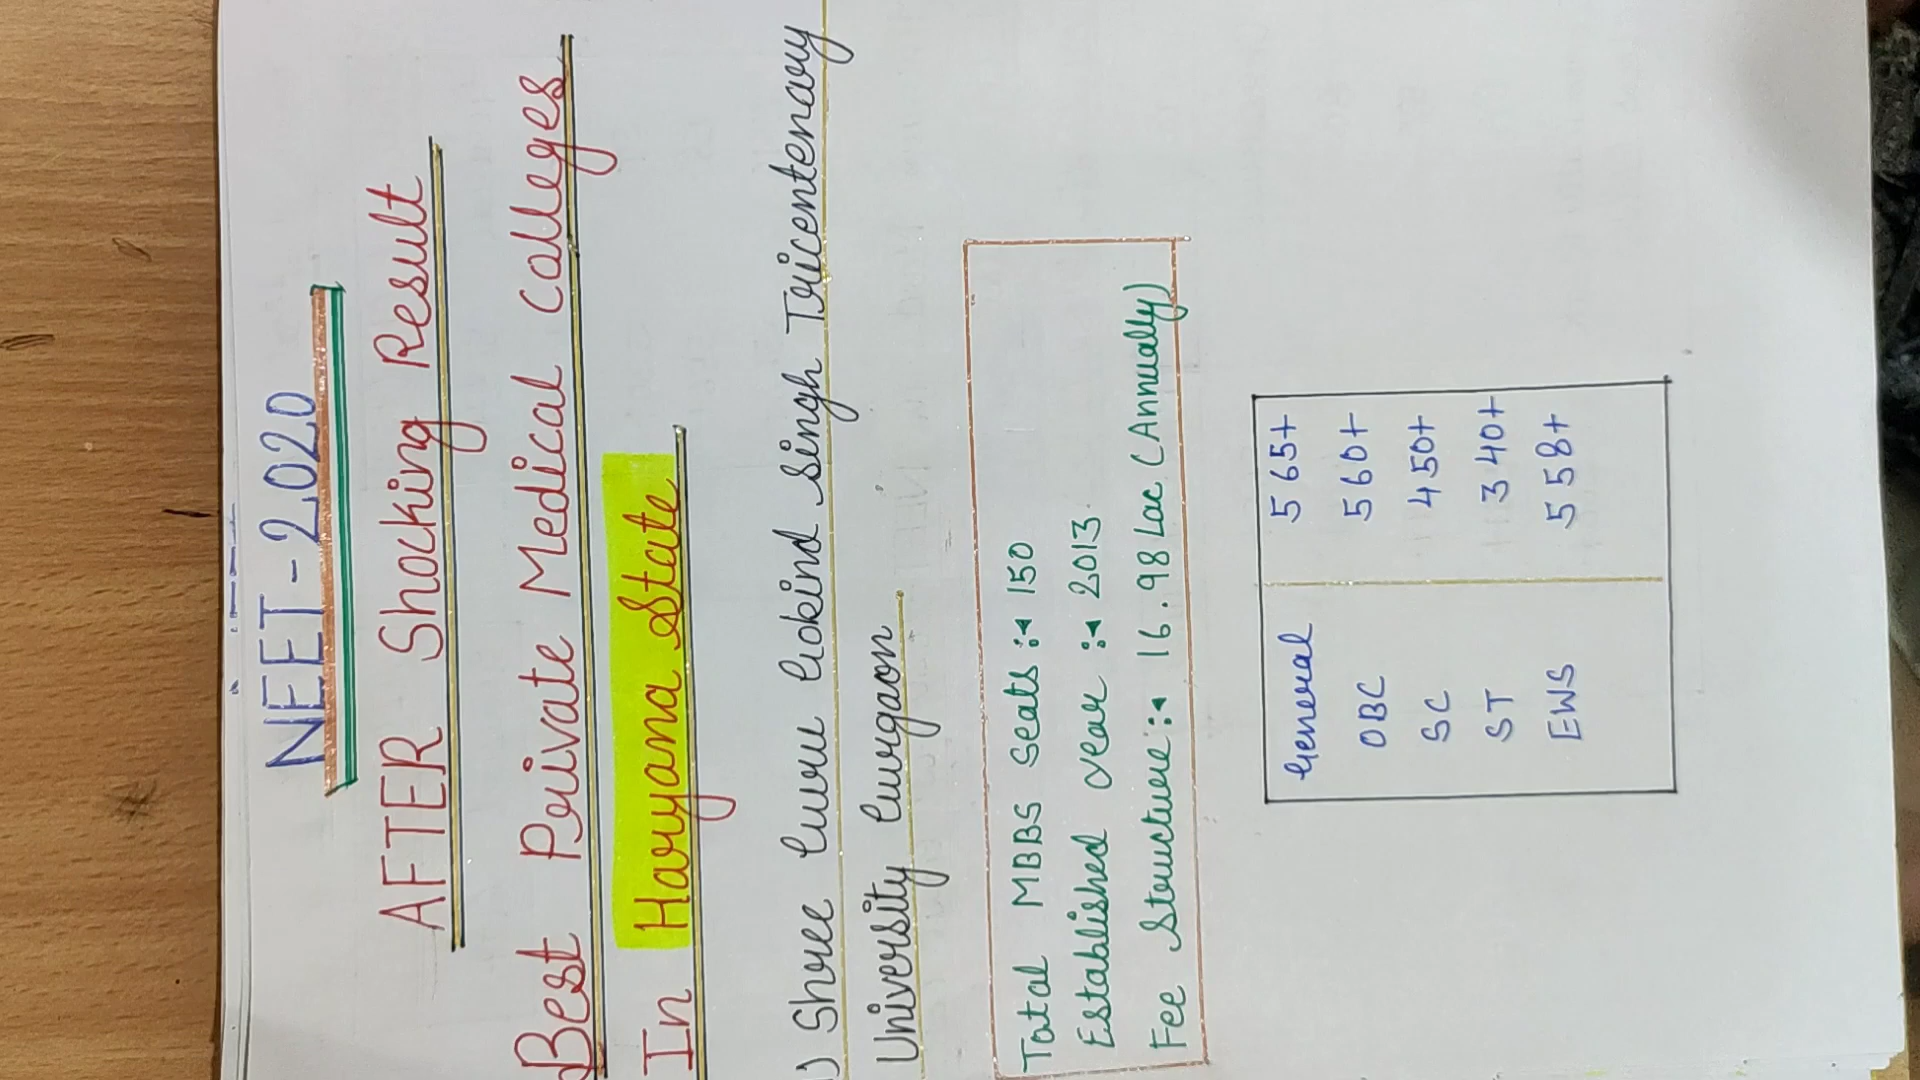 NEET-2020
AFTER Shocking Result
Best Private Medical Colleges
In Haryana State
1) Shree Guru Gokind Singh Tricentenary
University Gurgaon
Total MBBS Seats :- 150
Established year :- 2013
Fee Structure :- 16.98 Lac (Annually)
General 565+
OBC 560+
SC 450+
ST 340+
EWS 558+